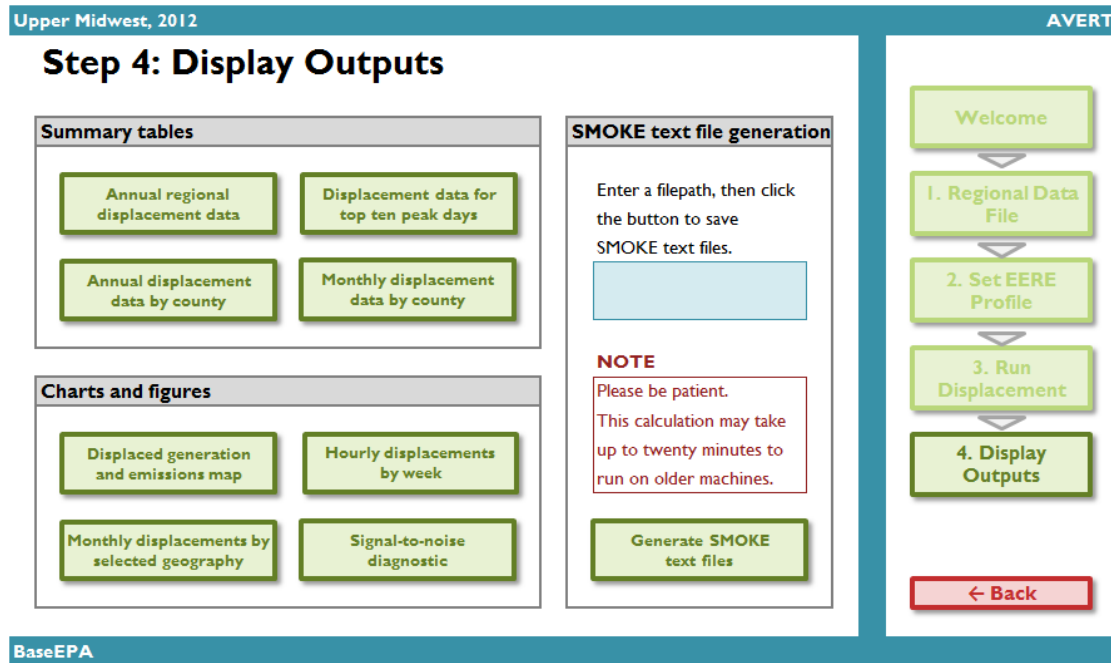 Upper Midwest, 2012
AVERT
Step 4: Display Outputs
Summary tables
Annual regional
displacement data
Displacement data for
top ten peak days
Annual displacement
data by county
Monthly displacement
data by county
Charts and figures
Displaced generation
and emissions map
Hourly displacements
by week
Monthly displacements by
selected geography
Signal-to-noise
diagnostic
SMOKE text file generation
Enter a filepath, then click
the button to save
SMOKE text files.
NOTE
Please be patient.
This calculation may take
up to twenty minutes to
run on older machines.
Generate SMOKE
text files
Welcome
1. Regional Data
File
2. Set EERE
Profile
3. Run
Displacement
4. Display
Outputs
← Back
BaseEPA